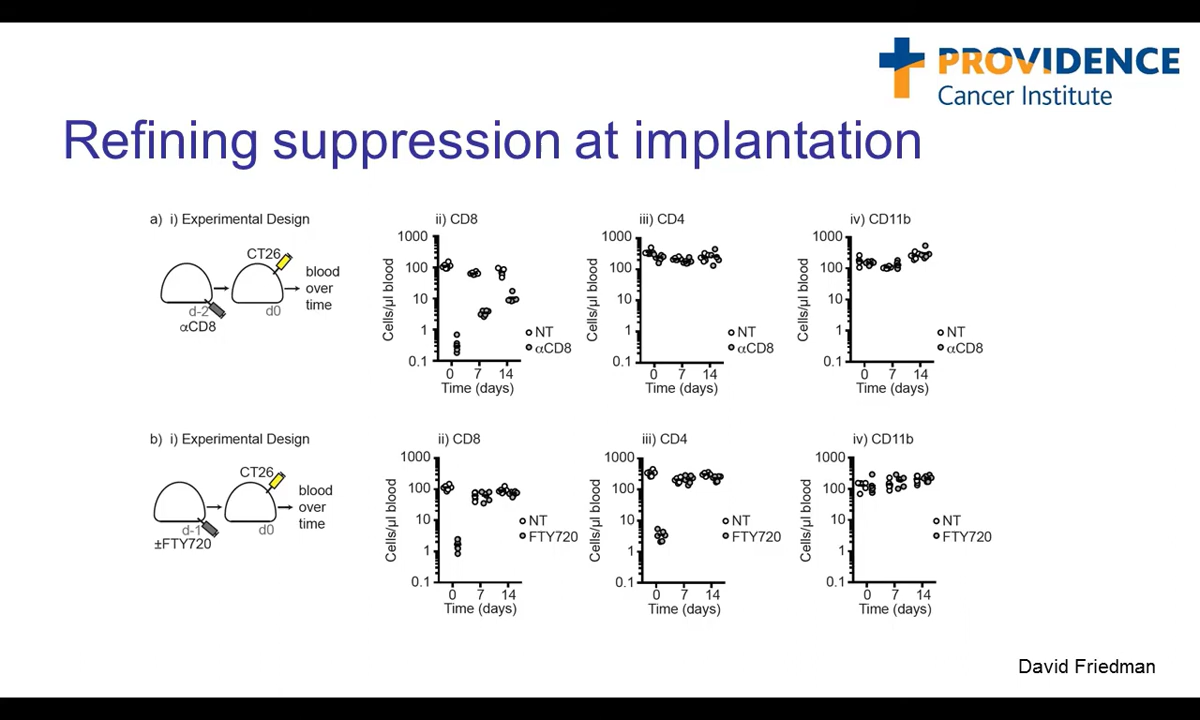 PROVIDENCE
Cancer Institute
Refining suppression at implantation
a) i) Experimental Design
CT26
d-2
αCD8
d0
blood
over
time
ii) CD8
Cells/µl blood
1000
100
10
1
0.1
0 7 14
Time (days)
NT
αCD8
iii) CD4
Cells/µl blood
1000
100
10
1
0.1
0 7 14
Time (days)
NT
αCD8
iv) CD11b
Cells/µl blood
1000
100
10
1
0.1
0 7 14
Time (days)
NT
αCD8
b) i) Experimental Design
CT26
d-1
±FTY720
d0
blood
over
time
ii) CD8
Cells/µl blood
1000
100
10
1
0.1
0 7 14
Time (days)
NT
FTY720
iii) CD4
Cells/µl blood
1000
100
10
1
0.1
0 7 14
Time (days)
NT
FTY720
iv) CD11b
Cells/µl blood
1000
100
10
1
0.1
0 7 14
Time (days)
NT
FTY720
David Friedman